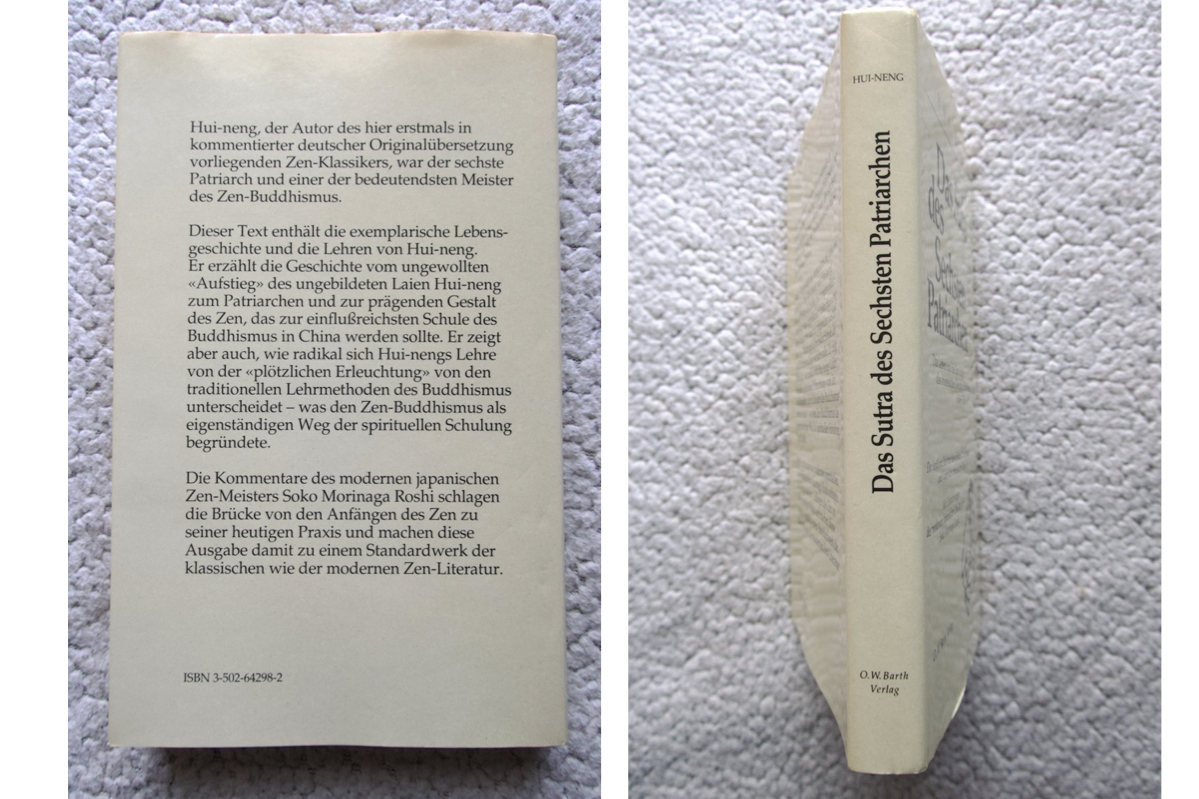 Hui-neng, der Autor des hier erstmals in
kommentierter deutscher Originalübersetzung
vorliegenden Zen-Klassikers, war der sechste
Patriarch und einer der bedeutendsten Meister
des Zen-Buddhismus.
Dieser Text enthält die exemplarische Lebens-
geschichte und die Lehren von Hui-neng.
Er erzählt die Geschichte vom ungewollten
«Aufstieg» des ungebildeten Laien Hui-neng
zum Patriarchen und zur prägenden Gestalt
des Zen, das zur einflußreichsten Schule des
Buddhismus in China werden sollte. Er zeigt
aber auch, wie radikal sich Hui-nengs Lehre
von der «plötzlichen Erleuchtung» von den
traditionellen Lehrmethoden des Buddhismus
unterscheidet – was den Zen-Buddhismus als
eigenständigen Weg der spirituellen Schulung
begründete.
Die Kommentare des modernen japanischen
Zen-Meisters Soko Morinaga Roshi schlagen
die Brücke von den Anfängen des Zen zu
seiner heutigen Praxis und machen diese
Ausgabe damit zu einem Standardwerk der
klassischen wie der modernen Zen-Literatur.
ISBN 3-502-64298-2
HUI-NENG
Das Sutra des Sechsten Patriarchen
O.W. Barth
Verlag
des
Patriarchen